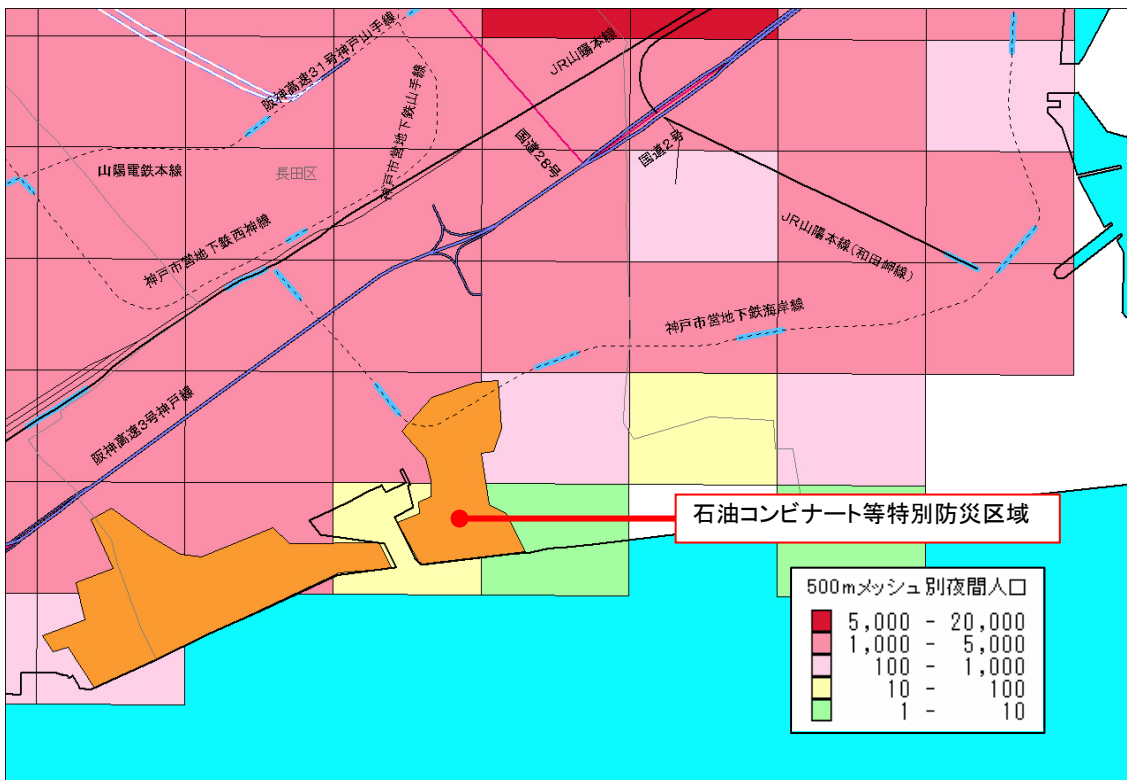 阪神高速31号神戸山手線
JR山陽本線
神戸市営地下鉄山手線
国道28号
国道2号
山陽電鉄本線
長田区
神戸市営地下鉄西神線
JR山陽本線(和田岬線)
神戸市営地下鉄海岸線
阪神高速3号神戸線
石油コンビナート等特別防災区域
500mメッシュ別夜間人口
5,000 - 20,000
1,000 - 5,000
100 - 1,000
10 - 100
1 - 10